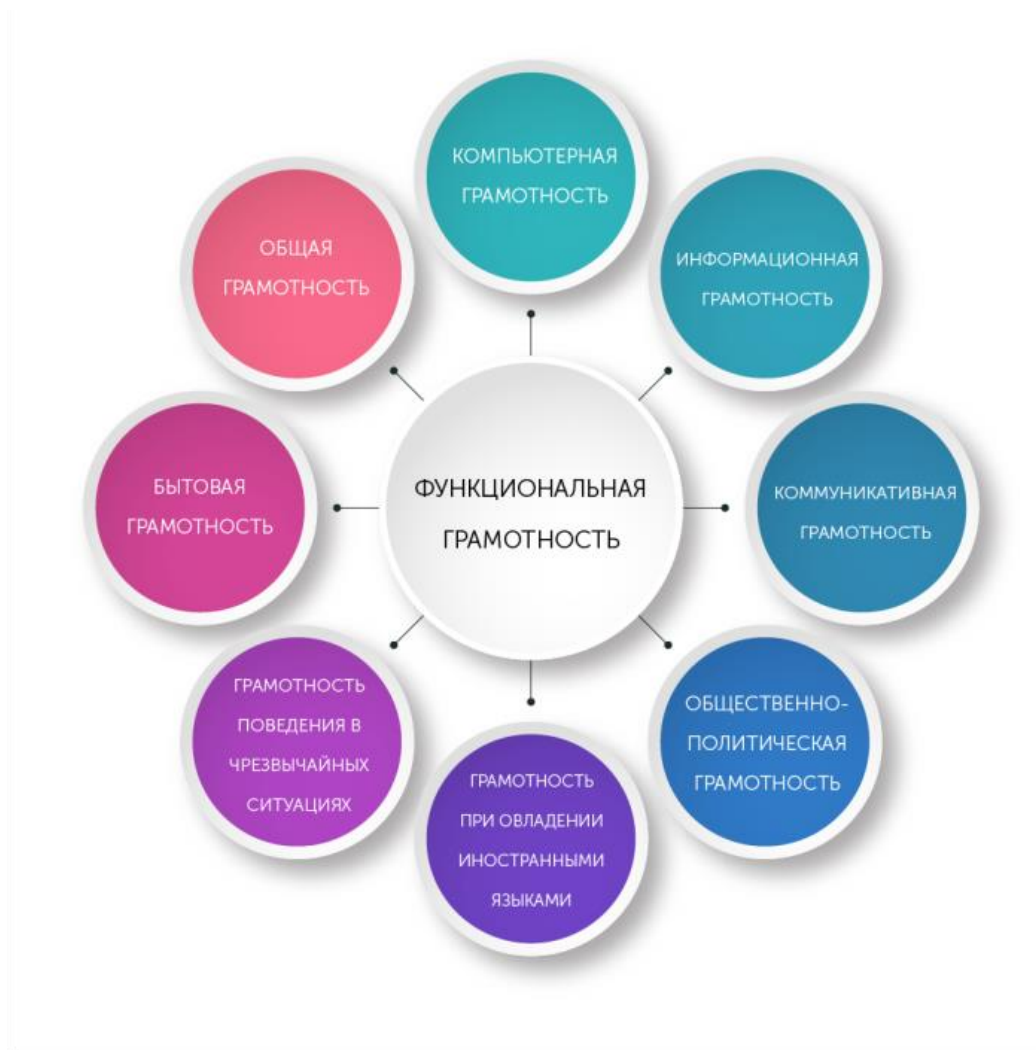 КОМПЬЮТЕРНАЯ
ГРАМОТНОСТЬ
ОБЩАЯ
ГРАМОТНОСТЬ
ИНФОРМАЦИОННАЯ
ГРАМОТНОСТЬ
БЫТОВАЯ
ГРАМОТНОСТЬ
ФУНКЦИОНАЛЬНАЯ
ГРАМОТНОСТЬ
КОММУНИКАТИВНАЯ
ГРАМОТНОСТЬ
ГРАМОТНОСТЬ
ПОВЕДЕНИЯ В
ЧРЕЗВЫЧАЙНЫХ
СИТУАЦИЯХ
ГРАМОТНОСТЬ
ПРИ ОВЛАДЕНИИ
ИНОСТРАННЫМИ
ЯЗЫКАМИ
ОБЩЕСТВЕННО-
ПОЛИТИЧЕСКАЯ
ГРАМОТНОСТЬ